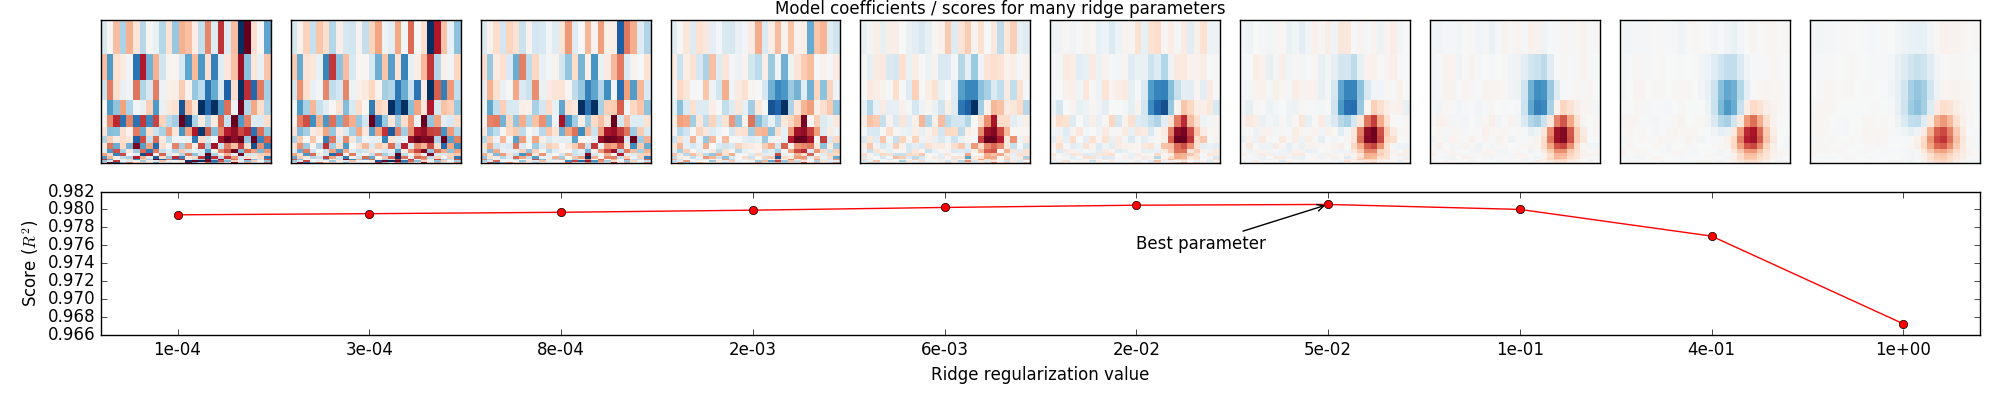 Model coefficients / scores for many ridge parameters
0.982
0.980
0.978
0.976
0.974
0.972
0.970
0.968
0.966
Score (R²)
Best parameter
1e-04 3e-04 8e-04 2e-03 6e-03 2e-02 5e-02 1e-01 4e-01 1e+00
Ridge regularization value